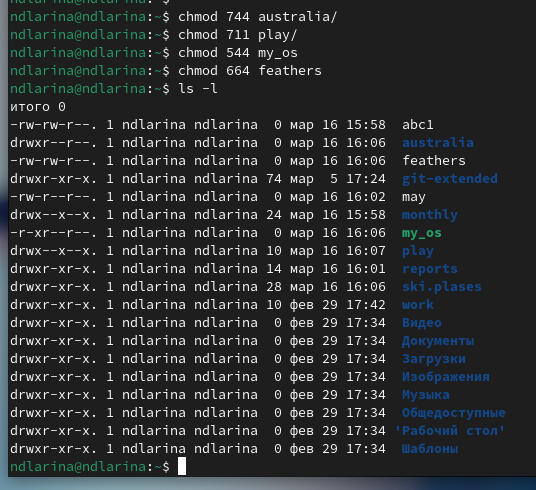 ndlarina@ndlarina:~$ chmod 744 australia/
ndlarina@ndlarina:~$ chmod 711 play/
ndlarina@ndlarina:~$ chmod 544 my_os
ndlarina@ndlarina:~$ chmod 664 feathers
ndlarina@ndlarina:~$ ls -l
итого 0
-rw-rw-r--. 1 ndlarina ndlarina  0 мар 16 15:58  abc1
drwxr--r--. 1 ndlarina ndlarina  0 мар 16 16:06  australia
-rw-rw-r--. 1 ndlarina ndlarina  0 мар 16 16:06  feathers
drwxr-xr-x. 1 ndlarina ndlarina 74 мар  5 17:24  git-extended
-rw-r--r--. 1 ndlarina ndlarina  0 мар 16 16:02  may
drwx--x--x. 1 ndlarina ndlarina 24 мар 16 15:58  monthly
-r-xr--r--. 1 ndlarina ndlarina  0 мар 16 16:06  my_os
drwx--x--x. 1 ndlarina ndlarina 10 мар 16 16:07  play
drwxr-xr-x. 1 ndlarina ndlarina 14 мар 16 16:01  reports
drwxr-xr-x. 1 ndlarina ndlarina 28 мар 16 16:06  ski.plases
drwxr-xr-x. 1 ndlarina ndlarina 10 фев 29 17:42  work
drwxr-xr-x. 1 ndlarina ndlarina  0 фев 29 17:34  Видео
drwxr-xr-x. 1 ndlarina ndlarina  0 фев 29 17:34  Документы
drwxr-xr-x. 1 ndlarina ndlarina  0 фев 29 17:34  Загрузки
drwxr-xr-x. 1 ndlarina ndlarina  0 фев 29 17:34  Изображения
drwxr-xr-x. 1 ndlarina ndlarina  0 фев 29 17:34  Музыка
drwxr-xr-x. 1 ndlarina ndlarina  0 фев 29 17:34  Общедоступные
drwxr-xr-x. 1 ndlarina ndlarina  0 фев 29 17:34 'Рабочий стол'
drwxr-xr-x. 1 ndlarina ndlarina  0 фев 29 17:34  Шаблоны
ndlarina@ndlarina:~$